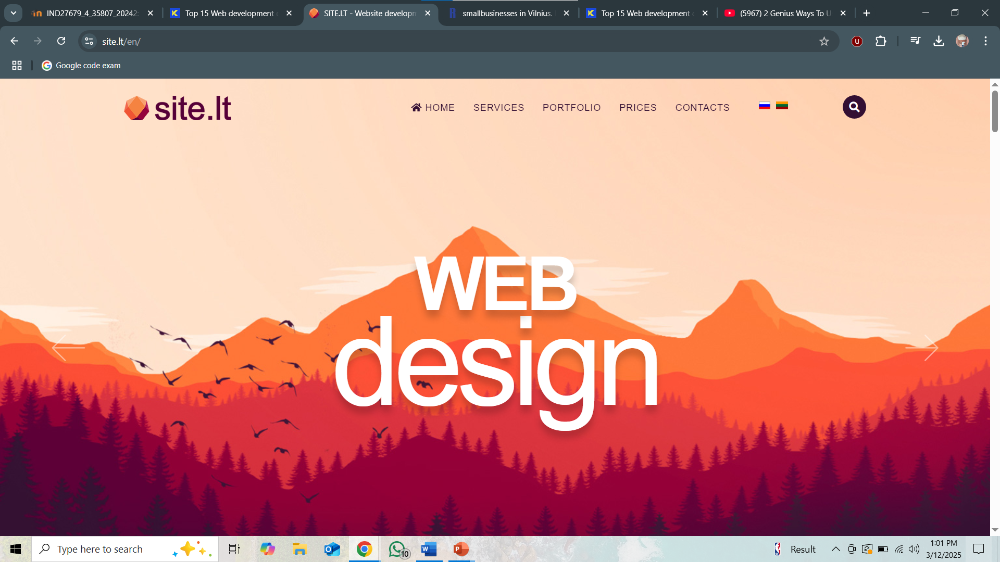 IND27679_4_35807_20242
Top 15 Web development
SITE.LT - Website developn
smallbusinesses in Vilnius.
Top 15 Web development
(5967) 2 Genius Ways To U
site.lt/en/
Google code exam
site.lt
HOME
SERVICES
PORTFOLIO
PRICES
CONTACTS
WEB
design
Type here to search
10
Result
1:01 PM
3/12/2025